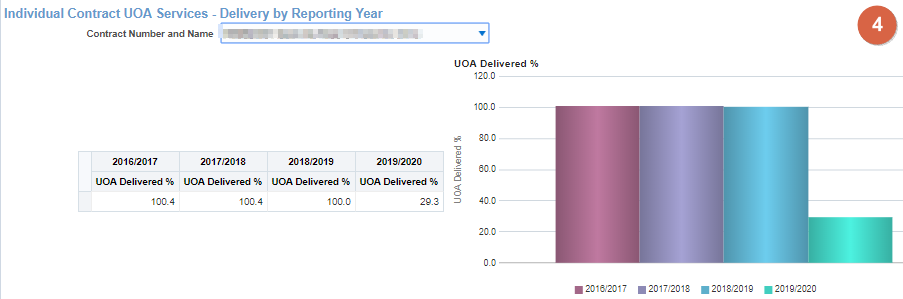 Individual Contract UOA Services - Delivery by Reporting Year
4
Contract Number and Name
UOA Delivered %
120.0
100.0
80.0
60.0
40.0
20.0
0.0
UOA Delivered %
2016/2017 2017/2018 2018/2019 2019/2020
UOA Delivered % UOA Delivered % UOA Delivered % UOA Delivered %
100.4 100.4 100.0 29.3
2016/2017 2017/2018 2018/2019 2019/2020